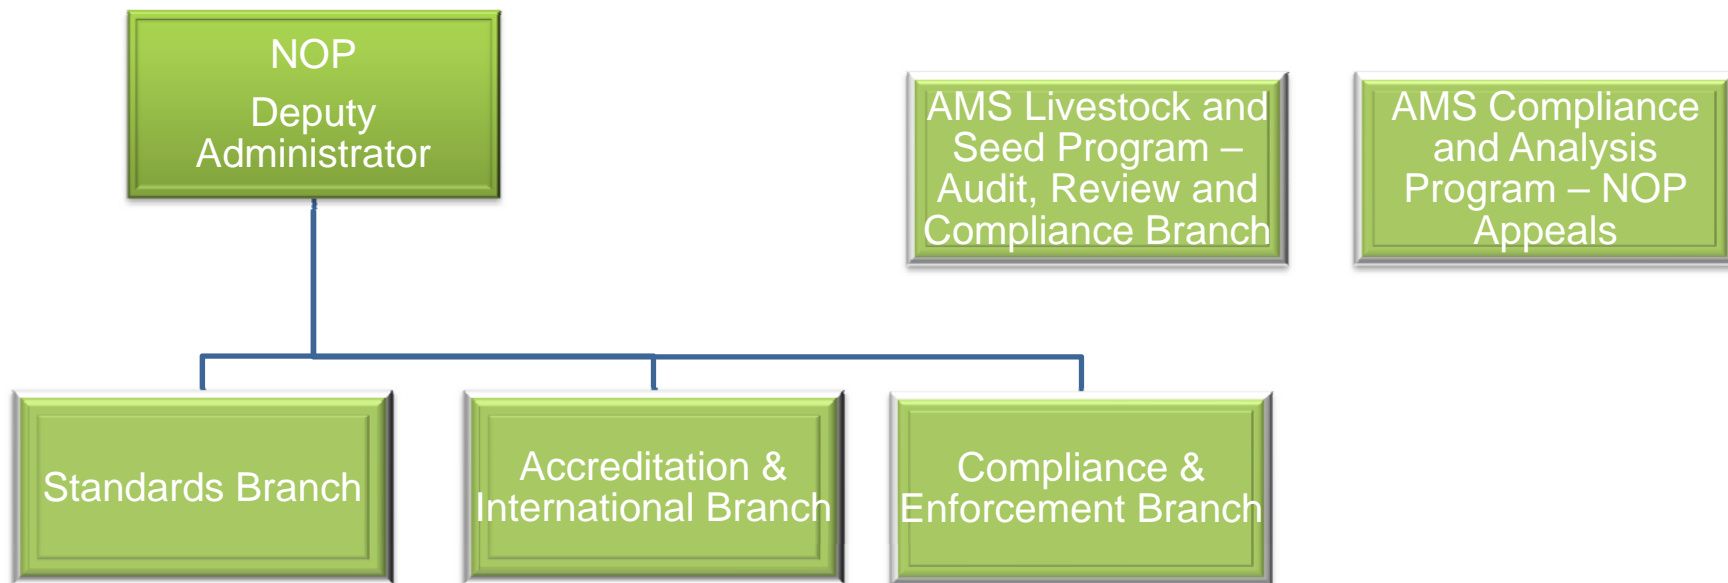 NOP
Deputy
Administrator
AMS Livestock and
Seed Program –
Audit, Review and
Compliance Branch
AMS Compliance
and Analysis
Program – NOP
Appeals
Standards Branch
Accreditation &
International Branch
Compliance &
Enforcement Branch